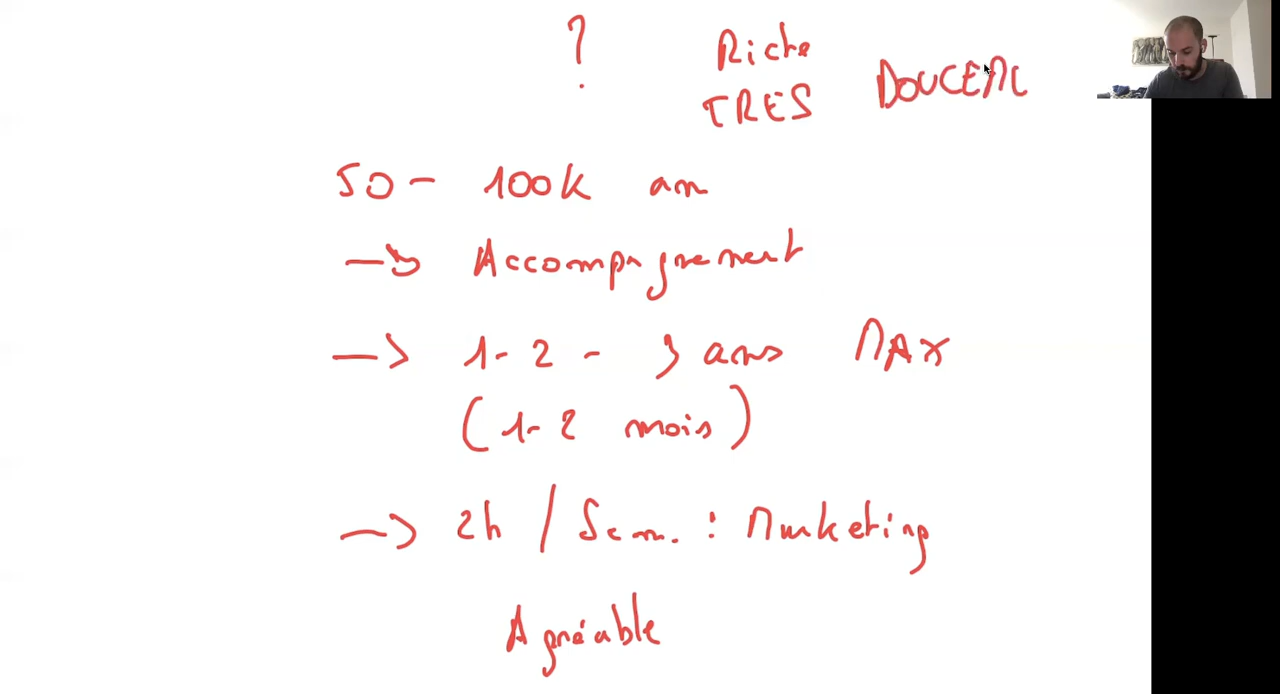 ? Riche
TRES DOUCEMENT
50 - 100k an
→ Accompagnement
→ 1 - 2 - 3 ans MAX
(1 - 2 mois)
→ 2h / Sem. : Marketing
Agréable